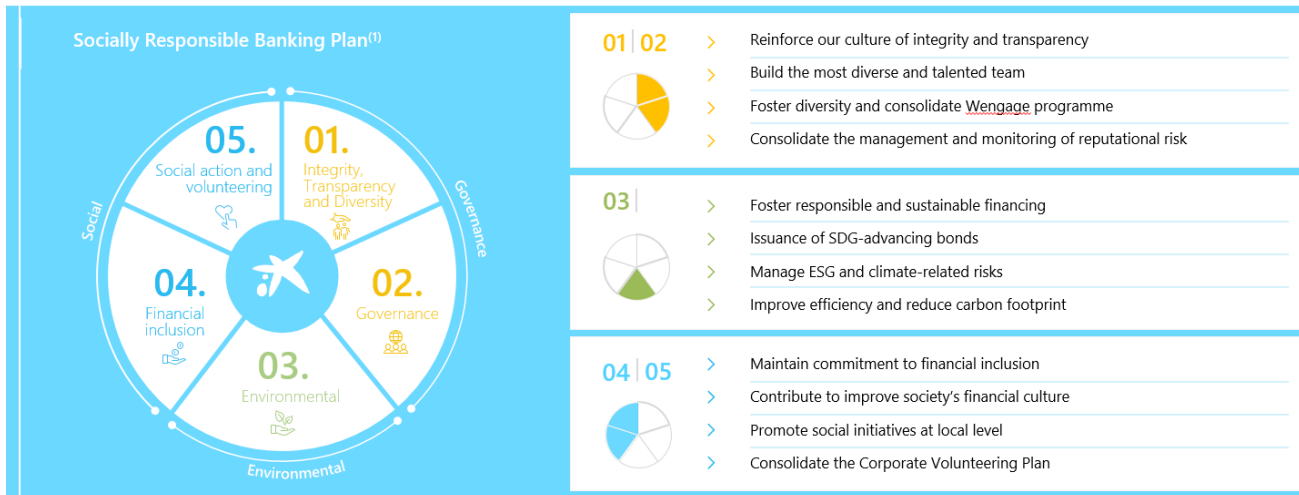 Socially Responsible Banking Plan(1)
05.
Social action and
volunteering
01.
Integrity,
Transparency
and Diversity
Social
Governance
04.
Financial
inclusion
02.
Governance
03.
Environmental
Environmental
01 | 02
Reinforce our culture of integrity and transparency
Build the most diverse and talented team
Foster diversity and consolidate Wengage programme
Consolidate the management and monitoring of reputational risk
03 |
Foster responsible and sustainable financing
Issuance of SDG-advancing bonds
Manage ESG and climate-related risks
Improve efficiency and reduce carbon footprint
04 | 05
Maintain commitment to financial inclusion
Contribute to improve society’s financial culture
Promote social initiatives at local level
Consolidate the Corporate Volunteering Plan